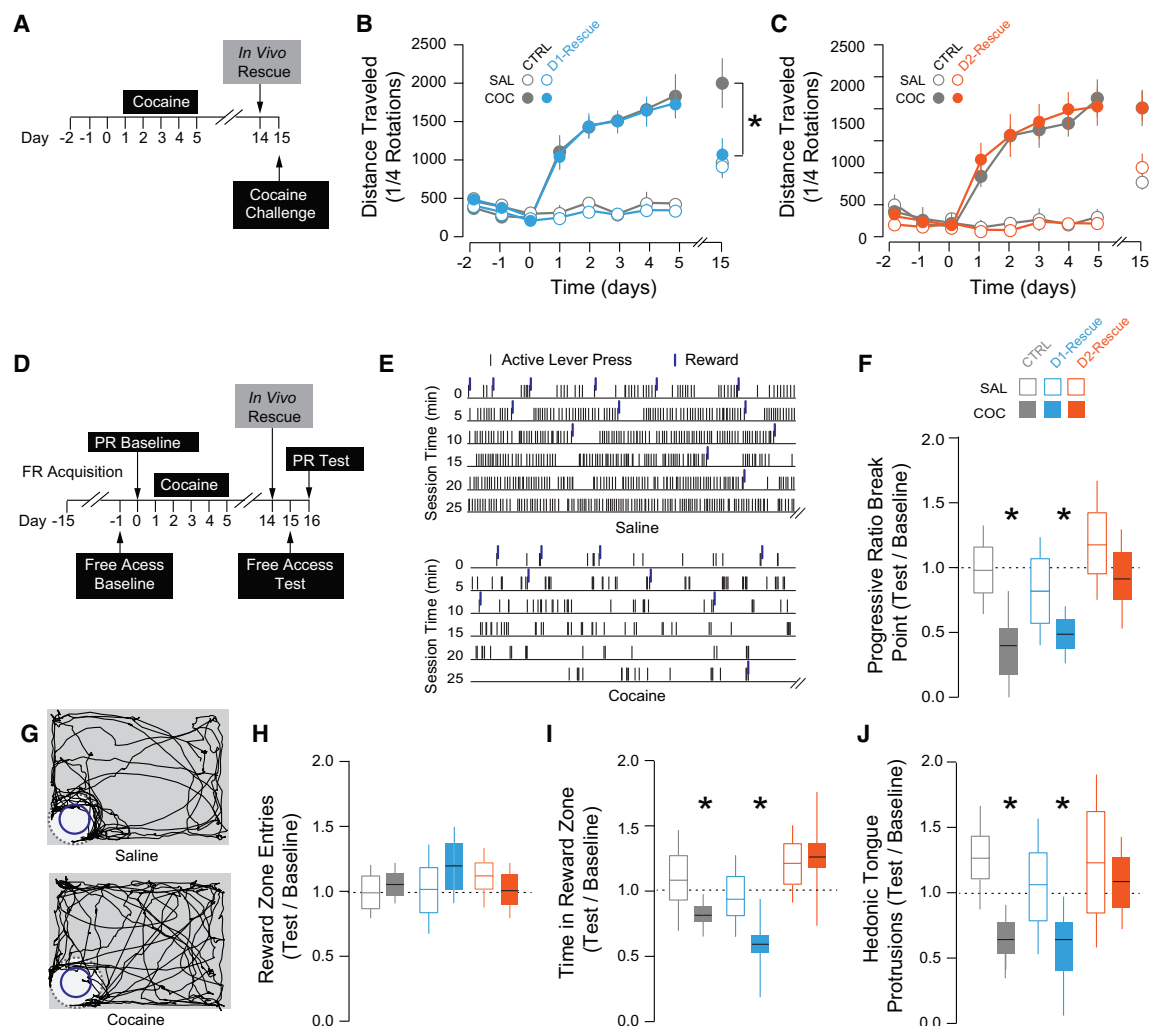 A
In Vivo
Rescue
Cocaine
Day -2 -1 0 1 2 3 4 5 14 15
Cocaine
Challenge
B
CTRL
D1-Rescue
SAL
COC
Distance Traveled
(1/4 Rotations)
2500
2000
1500
1000
500
0
*
-2 -1 0 1 2 3 4 5 15
Time (days)
C
CTRL
D2-Rescue
SAL
COC
Distance Traveled
(1/4 Rotations)
2500
2000
1500
1000
500
0
-2 -1 0 1 2 3 4 5 15
Time (days)
D
In Vivo
Rescue
PR Baseline
PR Test
FR Acquisition
Cocaine
Day -15 -1 0 1 2 3 4 5 14 15 16
Free Acess
Baseline
Free Access
Test
E
Active Lever Press
Reward
Session Time (min)
0
5
10
15
20
25
Saline
Session Time (min)
0
5
10
15
20
25
Cocaine
F
CTRL
D1-Rescue
D2-Rescue
SAL
COC
Progressive Ratio Break
Point (Test / Baseline)
2.0
1.5
1.0
0.5
0.0
* *
G
Saline
Cocaine
H
Reward Zone Entries
(Test / Baseline)
2.0
1.5
1.0
0.5
0.0
I
Time in Reward Zone
(Test / Baseline)
2.0
1.5
1.0
0.5
0.0
* *
J
Hedonic Tongue
Protrusions (Test / Baseline)
2.0
1.5
1.0
0.5
0.0
* *